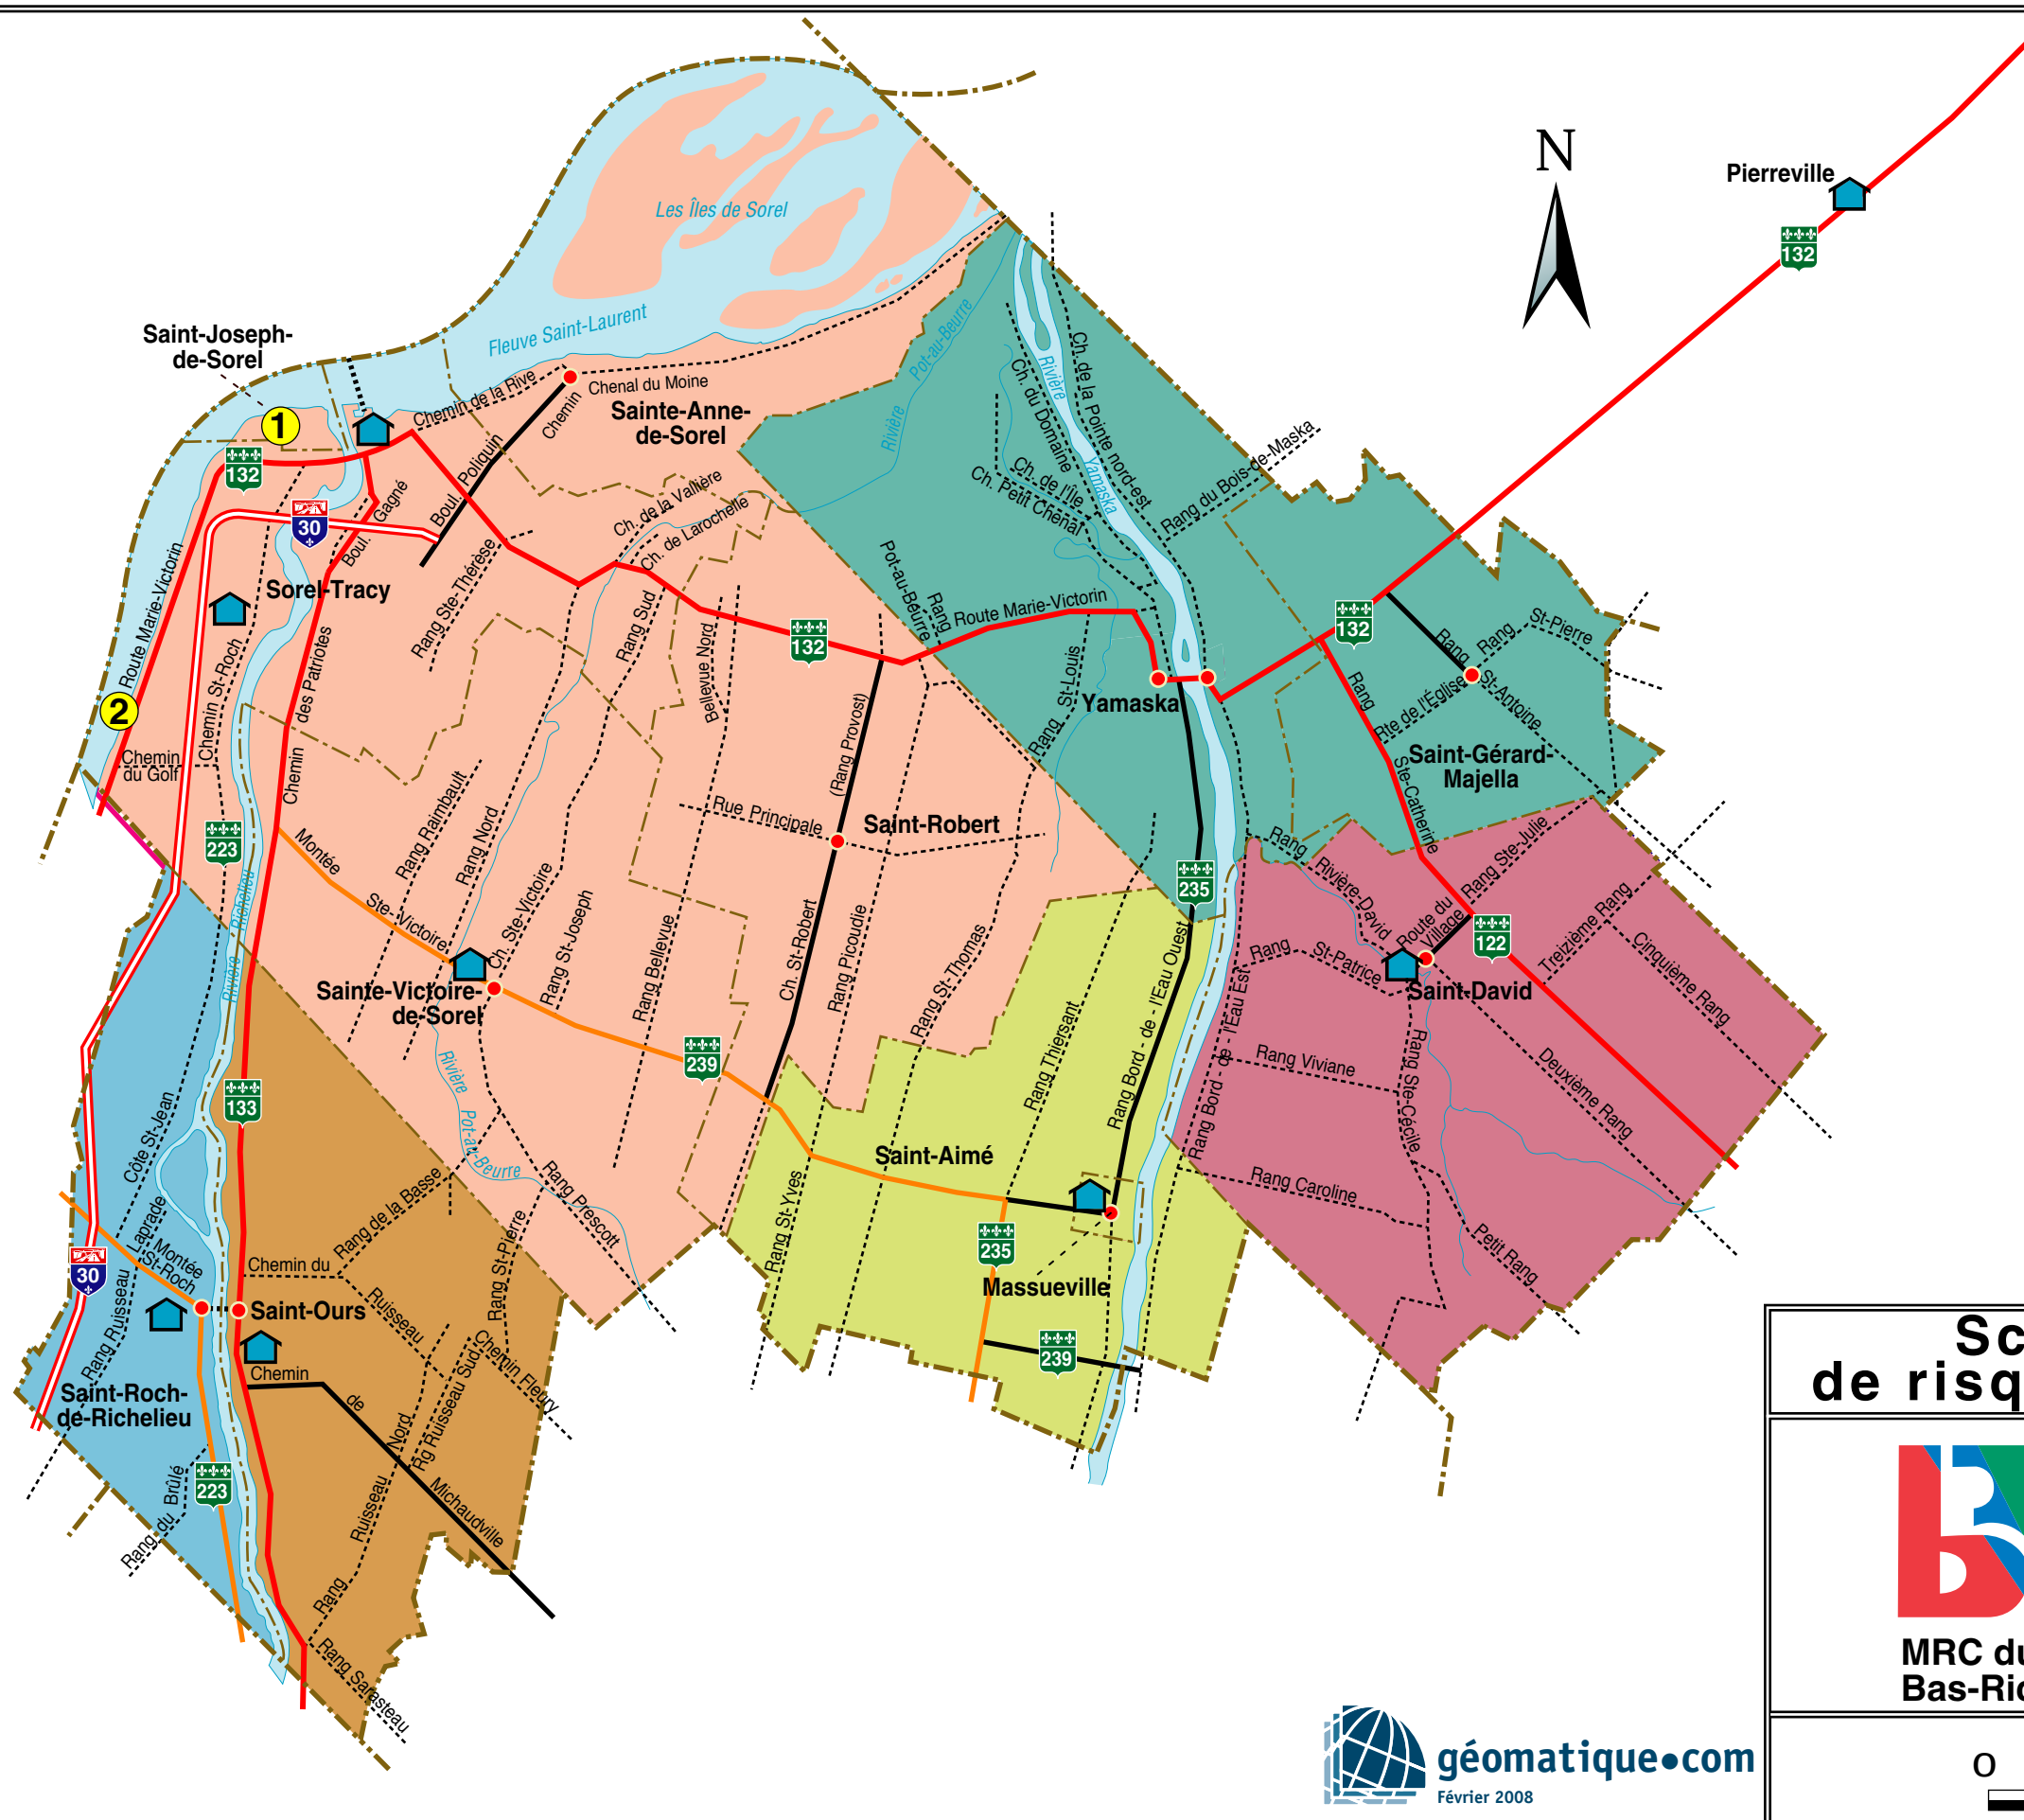 N
Pierreville
132
Les Îles de Sorel
Fleuve Saint-Laurent
Saint-Joseph-
de-Sorel
1
132
Chemin de la Rive
Chenal du Moine
Chemin
Sainte-Anne-
de-Sorel
Boul. Poliquin
Boul. Gagné
30
Route Marie-Victorin
Sorel-Tracy
2
Chemin St-Roch
Chemin
du Golf
Chemin des Patriotes
223
Rang Ste-Thérèse
Ch. de la Vallière
Ch. de Larochelle
Rang Sud
Bellevue Nord
132
Rivière Pot-au-Beurre
Ch. du Domaine
Rivière Yamaska
Ch. de la Pointe nord-est
Ch. de l'Île
Ch. Petit Chenal
Rang du Bois-de-Maska
Pot-au-Beurre
Rang
Route Marie-Victorin
Yamaska
Rang St-Louis
132
Rang St-Antoine
Rang St-Pierre
Rte de l'Église
Rang Ste-Catherine
Saint-Gérard-
Majella
Montée Ste-Victoire
Rang Raimbault
Rang Nord
Ch. Ste-Victoire
Rang St-Joseph
Rang Bellevue
(Rang Provost)
Rue Principale
Saint-Robert
Ch. St-Robert
Rang Picoudie
Rang St-Thomas
Sainte-Victoire-
de-Sorel
239
Rivière Pot-au-Beurre
Rang Prescott
Rivière Richelieu
Rivière
133
235
Rang Thiersant
Rang Bord - de - l'Eau Ouest
Rang Bord - de - l'Eau Est
Rang Rivière-David
Rang St-Patrice
Route du
Village
Rang Ste-Julie
122
Treizième Rang
Cinquième Rang
Saint-David
Deuxième Rang
Rang Viviane
Rang Ste-Cécile
Rang Caroline
Petit Rang
Saint-Aimé
Rang St-Yves
235
Massueville
239
Côte St-Jean
Laprade
Montée
St-Roch
30
Rang Ruisseau
Saint-Roch-
de-Richelieu
Saint-Ours
Chemin du
Rang de la Basse
Ruisseau
Rang St-Pierre
Chemin Fleury
Rg Ruisseau Sud
Chemin
de
Michaudville
Rang Ruisseau Nord
223
Rang du Brûlé
Rang Sarasteau
Sc
de risq
MRC du
Bas-Ric
O
géomatique•com
Février 2008